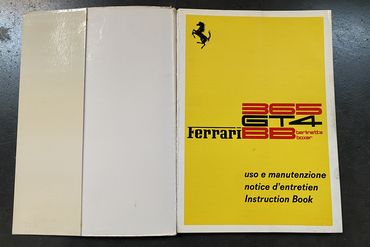 365
GT4
Ferrari BB berlinetta
boxer
uso e manutenzione
notice d'entretien
Instruction Book